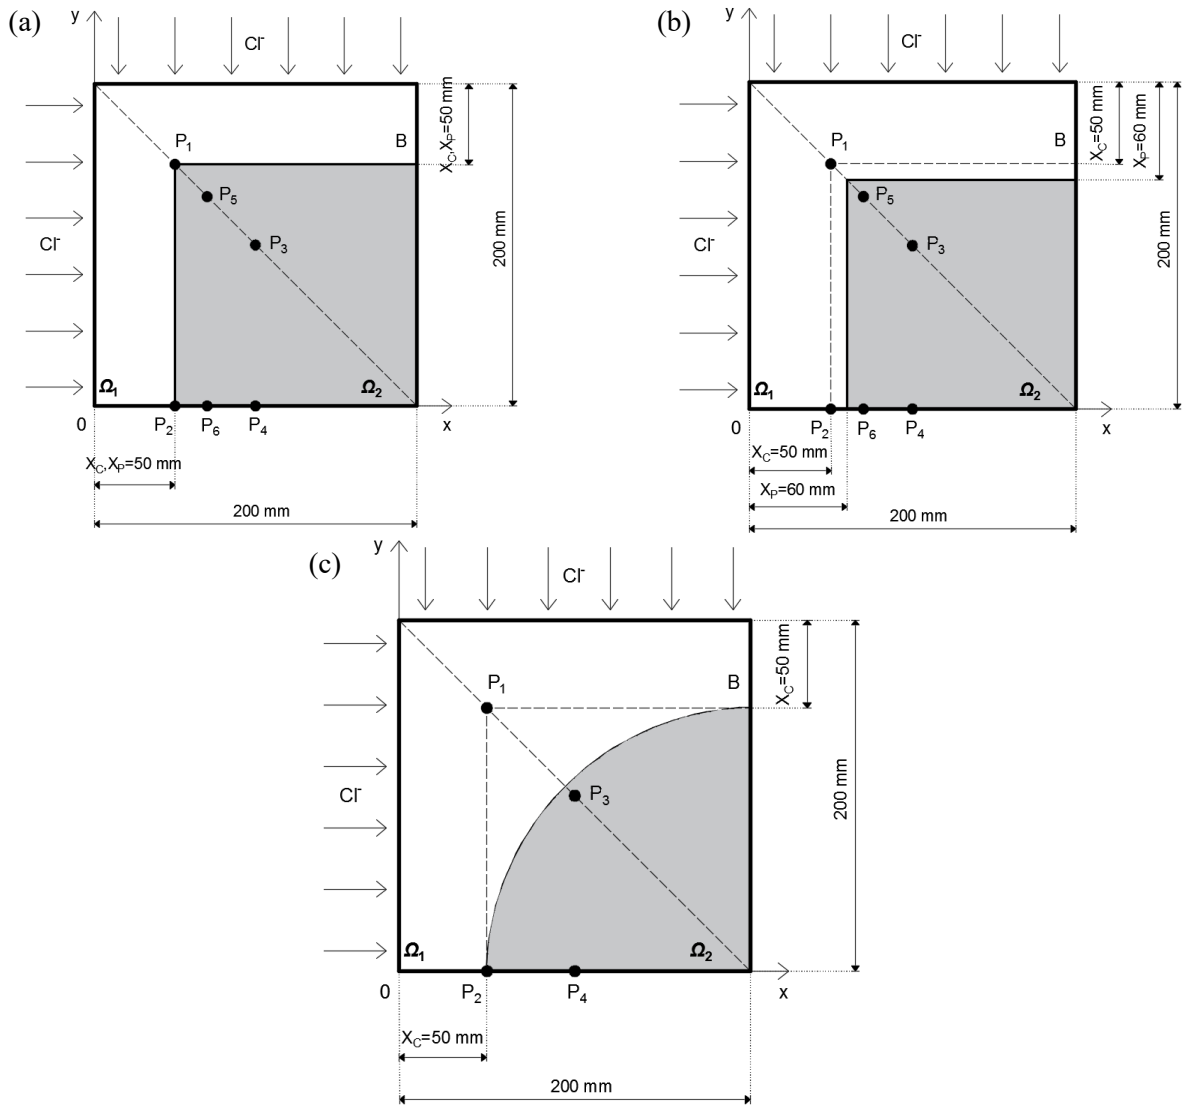 (a)
y
Cl⁻
X_C,X_P=50 mm
P₁
B
P₅
P₃
Cl⁻
200 mm
Ω₁
Ω₂
0
P₂
P₆
P₄
x
X_C,X_P=50 mm
200 mm
(b)
y
Cl⁻
X_C=50 mm
X_P=60 mm
P₁
B
P₅
P₃
Cl⁻
200 mm
Ω₁
Ω₂
0
P₂
P₆
P₄
x
X_C=50 mm
X_P=60 mm
200 mm
(c)
y
Cl⁻
X_C=50 mm
P₁
B
P₃
Cl⁻
200 mm
Ω₁
Ω₂
0
P₂
P₄
x
X_C=50 mm
200 mm